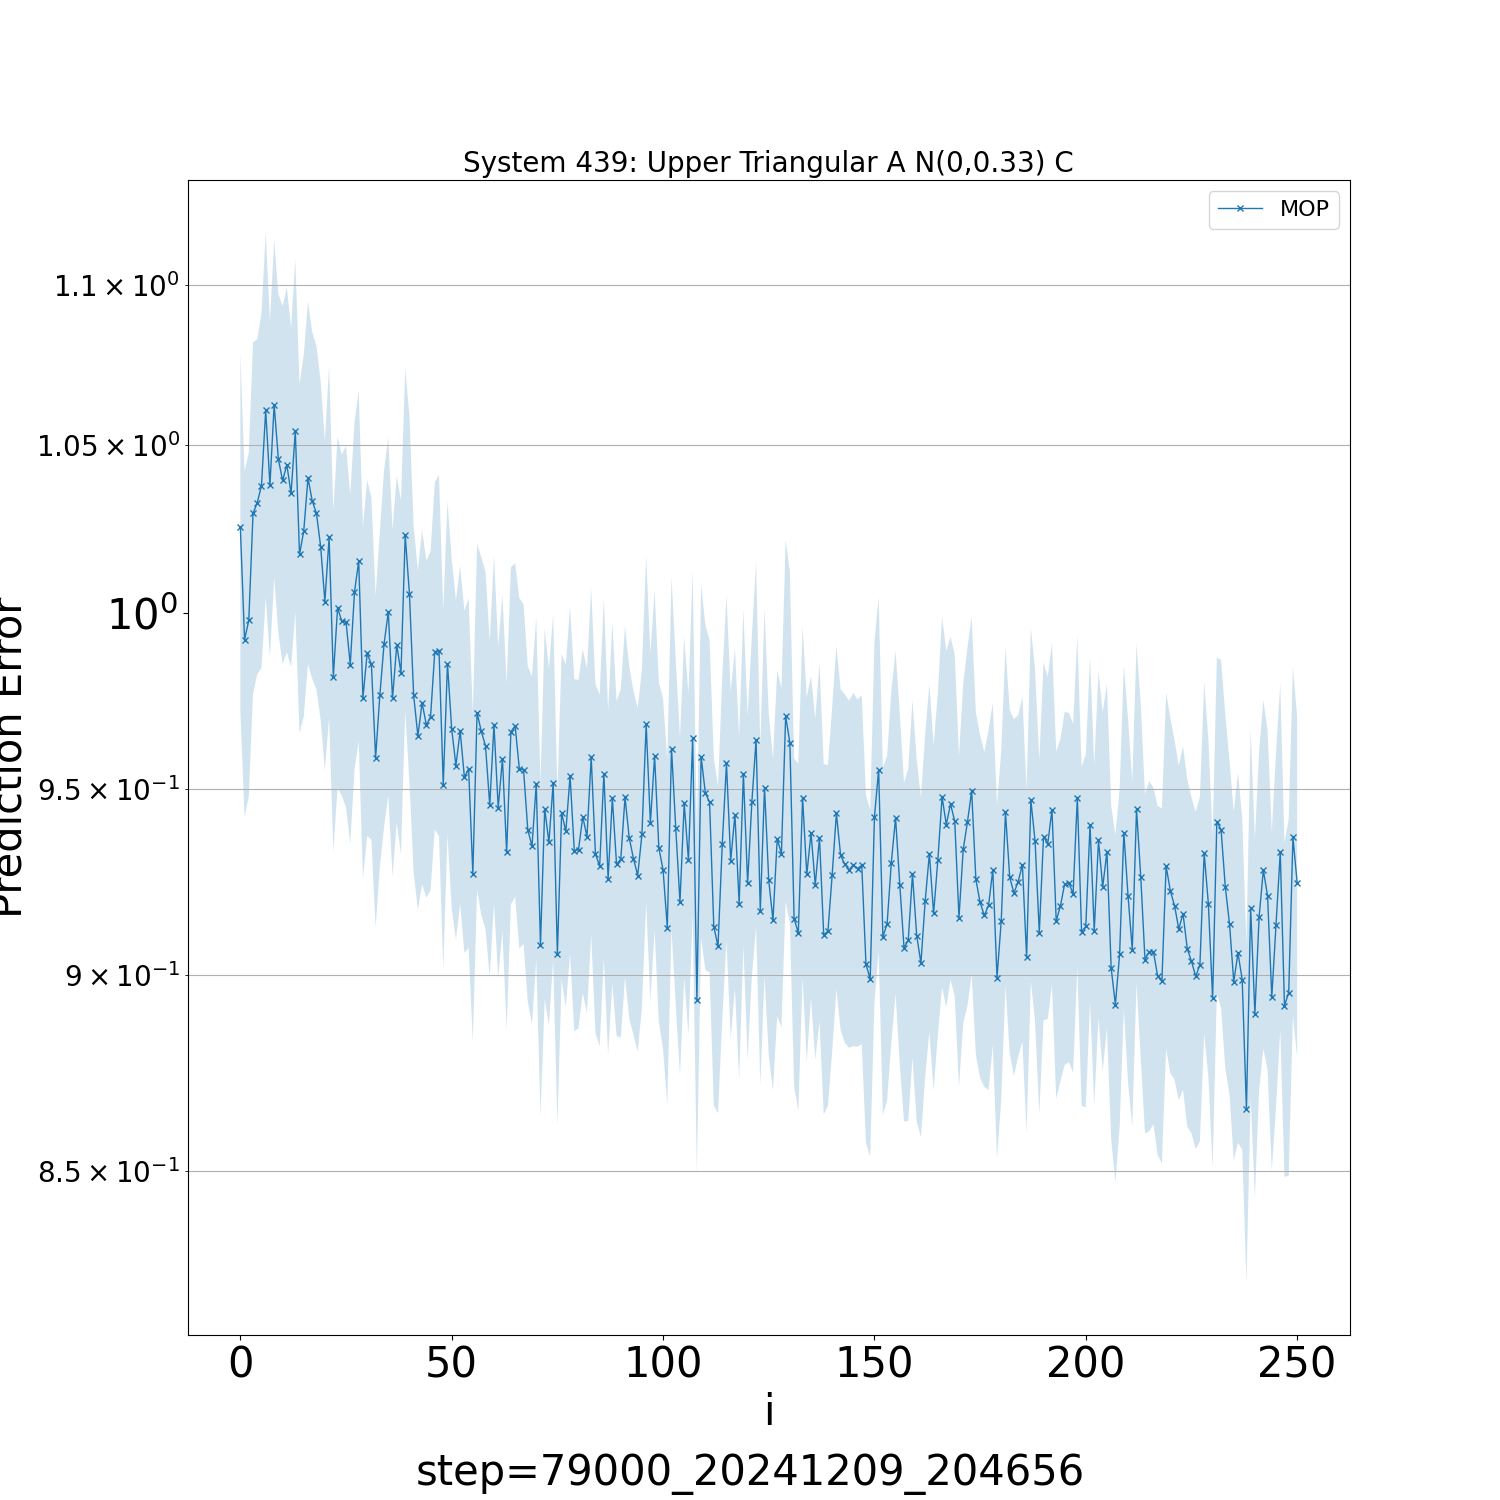 System 439: Upper Triangular A N(0,0.33) C
MOP
1.1 × 10⁰
1.05 × 10⁰
10⁰
9.5 × 10⁻¹
9 × 10⁻¹
8.5 × 10⁻¹
Prediction Error
0 50 100 150 200 250
i
step=79000_20241209_204656